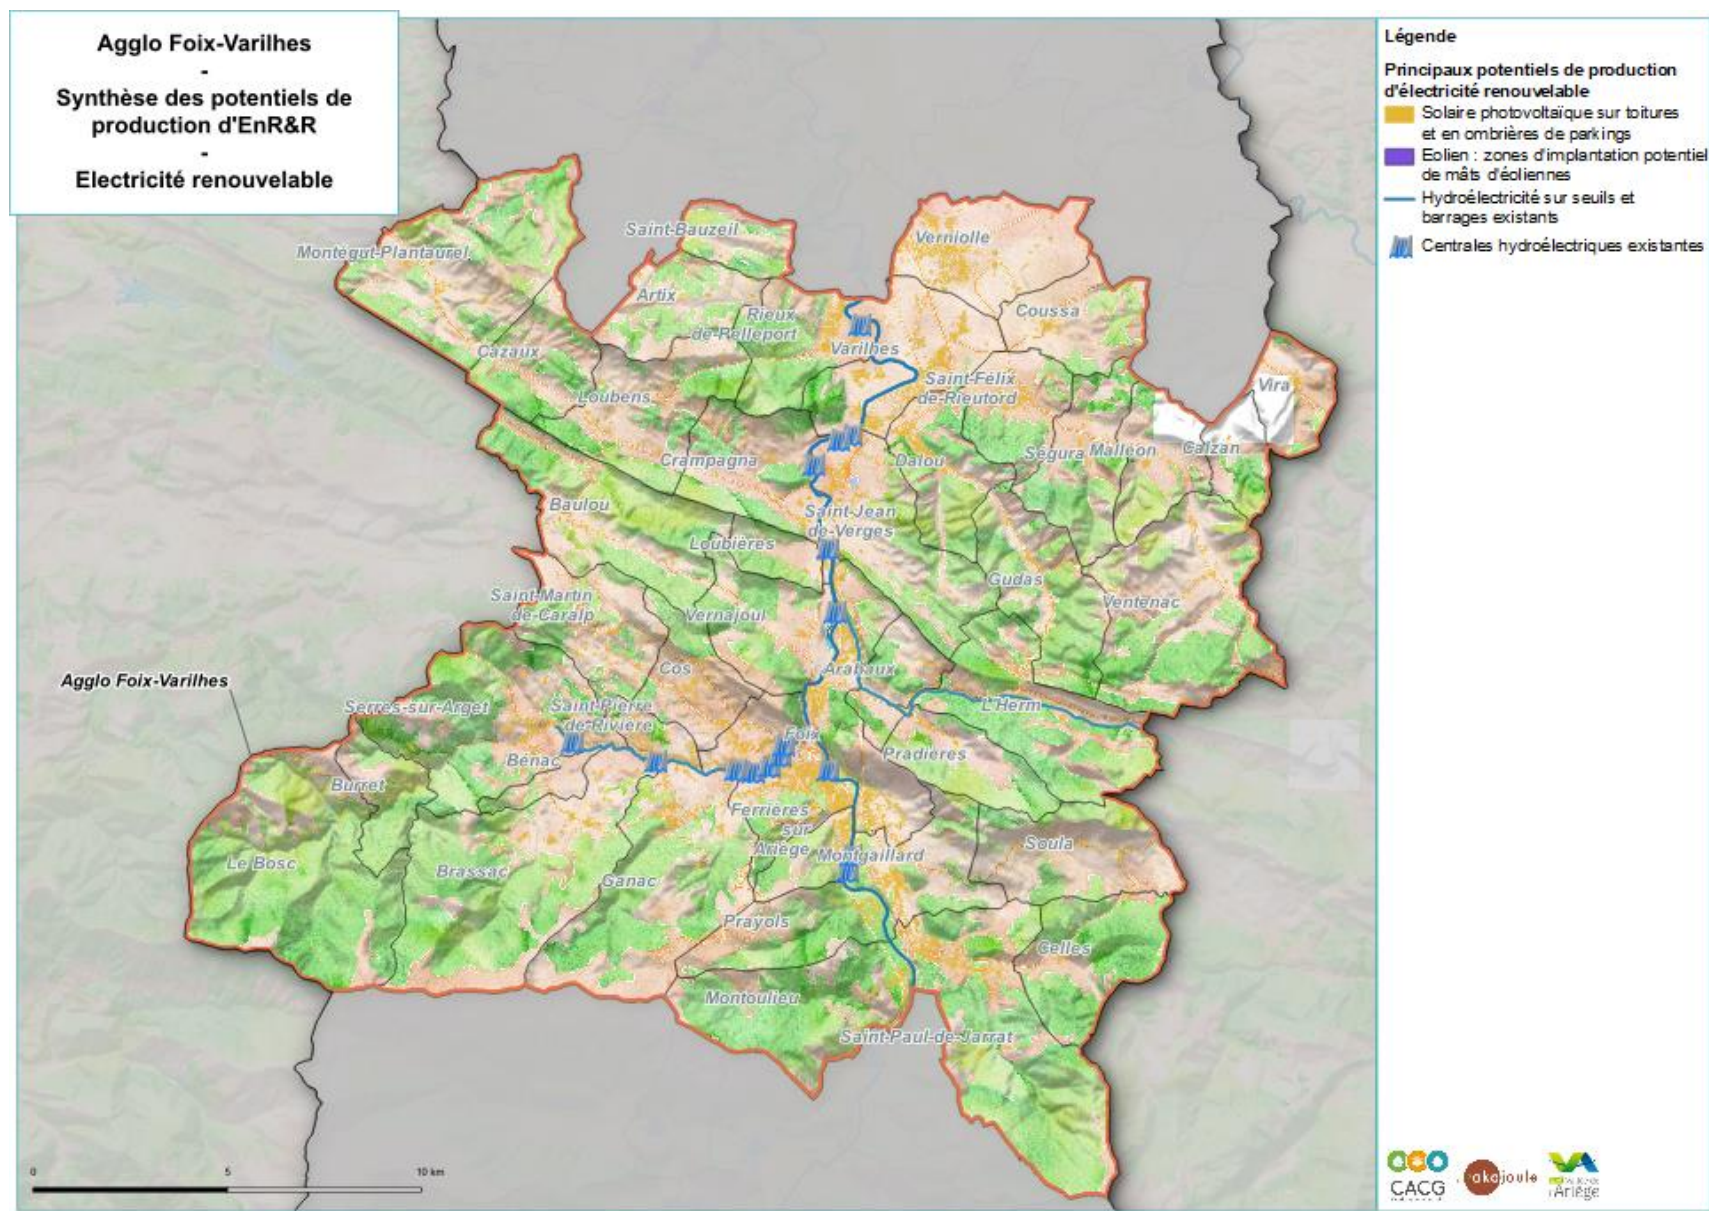 Agglo Foix-Varilhes
-
Synthèse des potentiels de
production d'EnR&R
-
Electricité renouvelable
Légende
Principaux potentiels de production
d'électricité renouvelable
Solaire photovoltaïque sur toitures
et en ombrières de parkings
Eolien : zones d'implantation potentiel
de mâts d'éoliennes
Hydroélectricité sur seuils et
barrages existants
Centrales hydroélectriques existantes
Saint-Bauzeil
Verniolle
Montégut-Plantaurel
Artix
Rieux
de-Pelleport
Coussa
Varilhes
Cazaux
Saint-Félix
de-Rieutord
Vira
Loubens
Crampagna
Dalou
Ségura
Malléon
Calzan
Baulou
Saint-Jean
de-Verges
Loubières
Gudas
Ventenac
Saint-Martin
de-Caralp
Vernajoul
Cos
Arabaux
Agglo Foix-Varilhes
Serres-sur-Arget
Saint-Pierre
de-Rivière
L'Herm
Foix
Pradières
Bénac
Burret
Ferrières
sur
Ariège
Montgaillard
Soula
Le Bosc
Brassac
Ganac
Prayols
Celles
Montoulieu
Saint-Paul-de-Jarrat
0 5 10 km
CACG
akajoule
Ariège